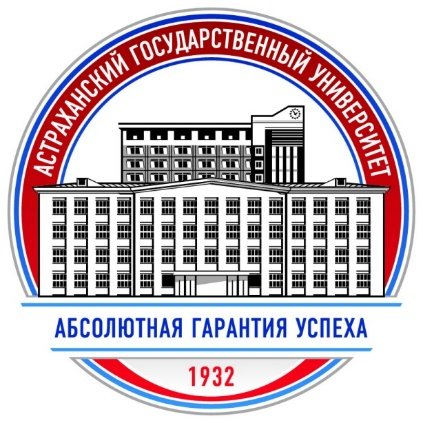 АСТРАХАНСКИЙ ГОСУДАРСТВЕННЫЙ УНИВЕРСИТЕТ
АБСОЛЮТНАЯ ГАРАНТИЯ УСПЕХА
1932